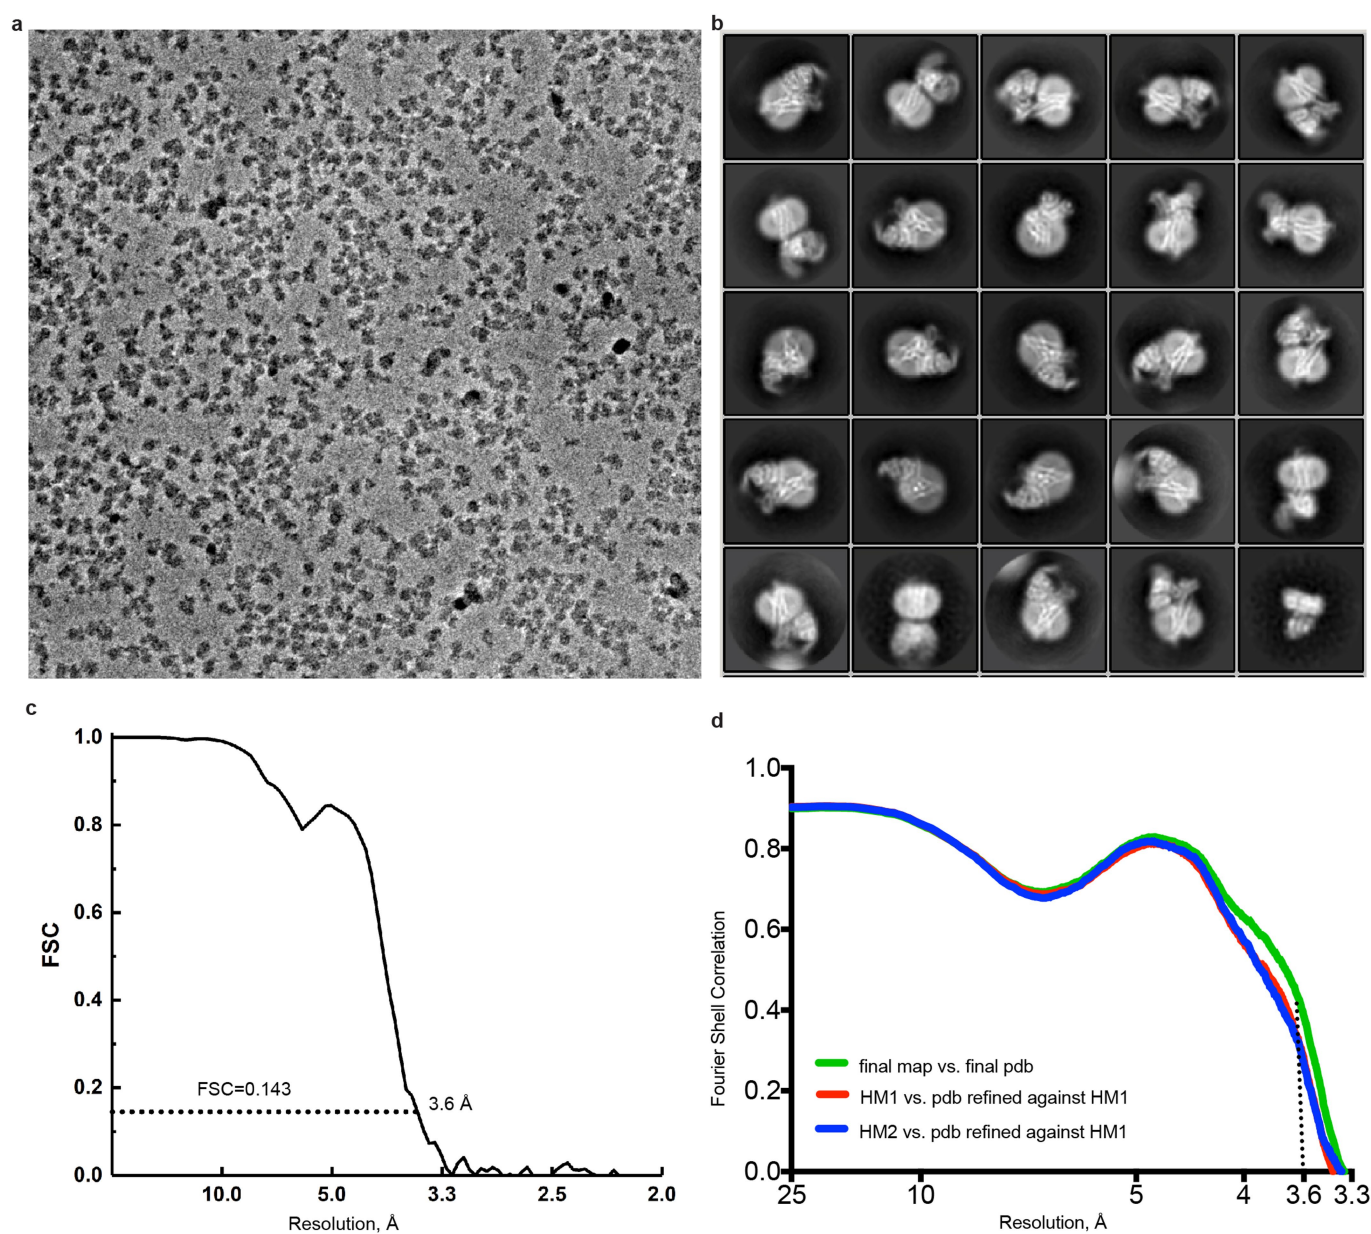 a
b
c
1.0
0.8
0.6
0.4
0.2
0.0
FSC
FSC=0.143
3.6 Å
10.0
5.0
3.3
2.5
2.0
Resolution, Å
d
1.0
0.8
0.6
0.4
0.2
0.0
Fourier Shell Correlation
final map vs. final pdb
HM1 vs. pdb refined against HM1
HM2 vs. pdb refined against HM1
25
10
5
4
3.6
3.3
Resolution, Å